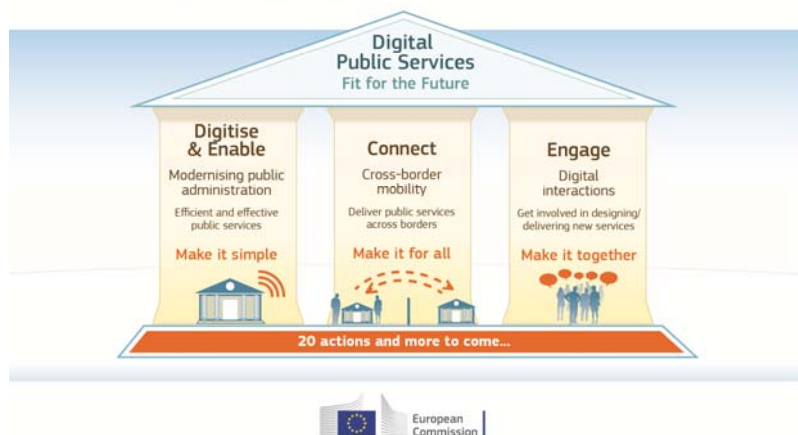 Digital
Public Services
Fit for the Future
Digitise
& Enable
Modernising public
administration
Efficient and effective
public services
Make it simple
Connect
Cross-border
mobility
Deliver public services
across borders
Make it for all
Engage
Digital
interactions
Get involved in designing/
delivering new services
Make it together
20 actions and more to come...
European
Commission